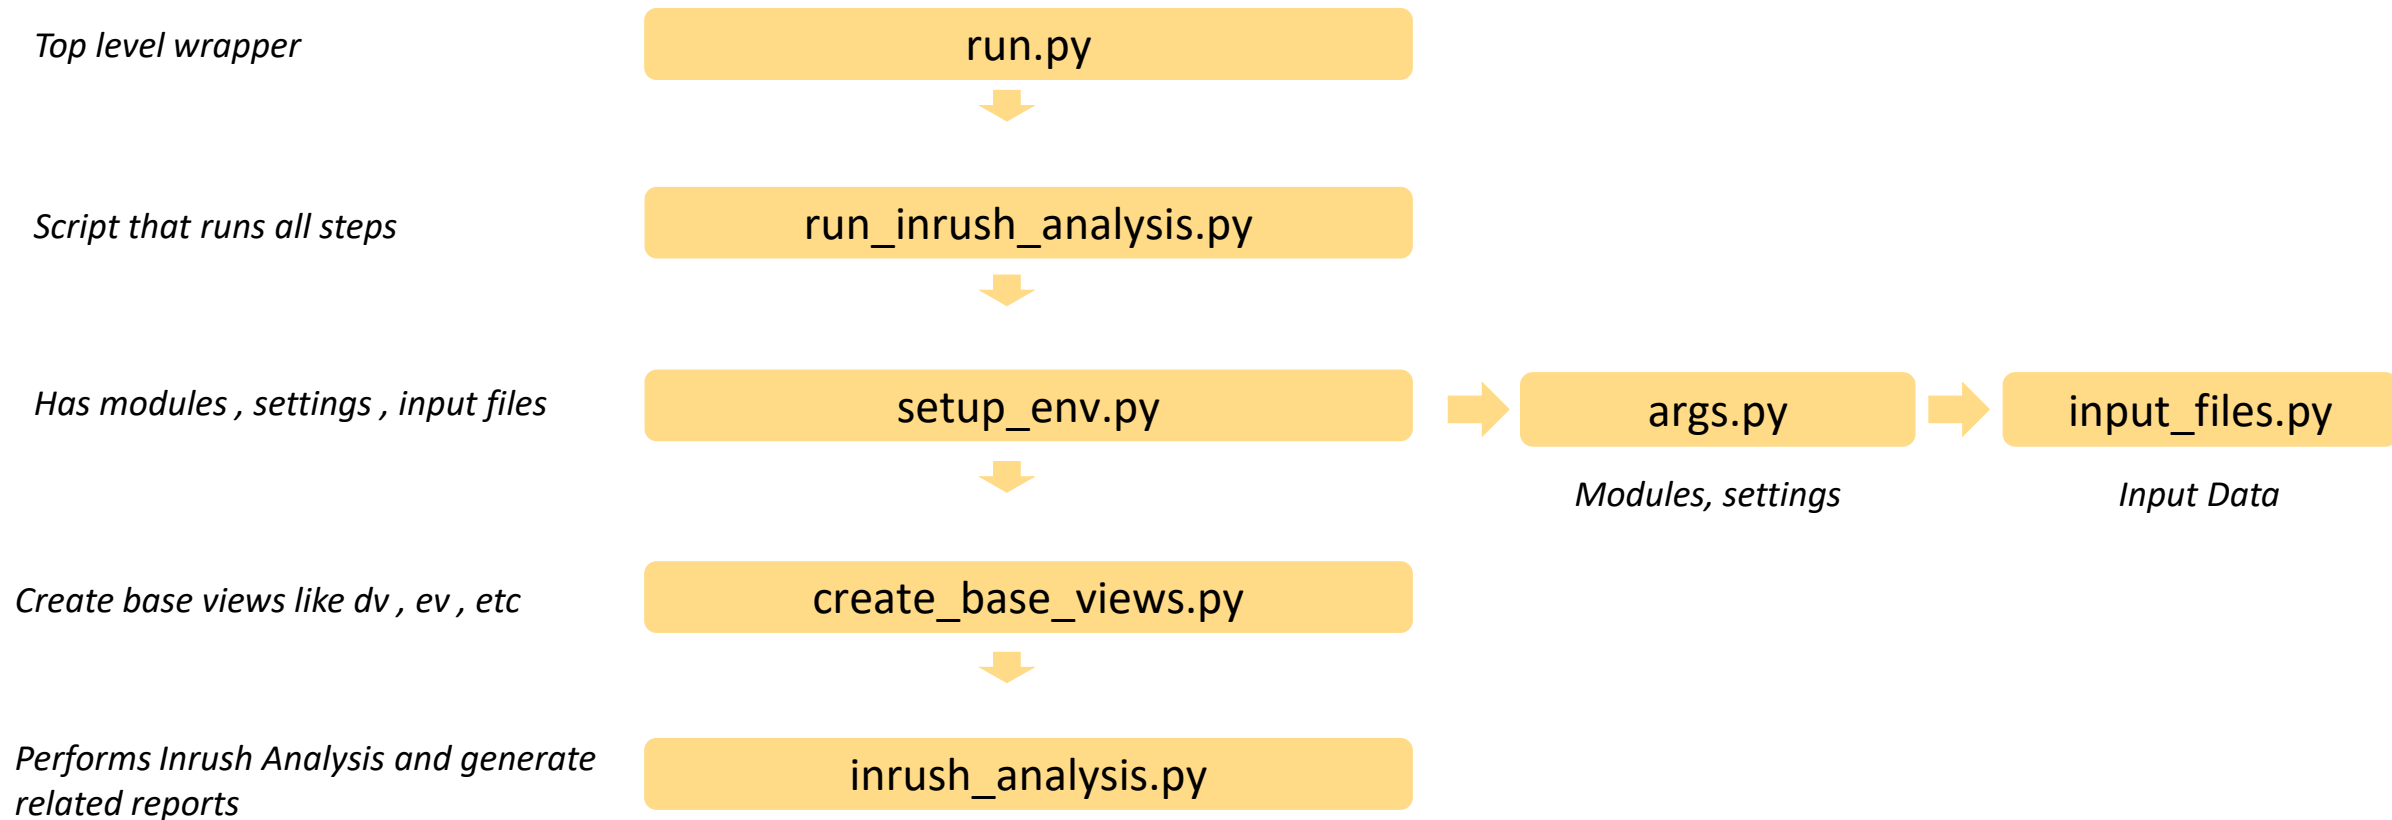 Top level wrapper
run.py
Script that runs all steps
run_inrush_analysis.py
Has modules , settings , input files
setup_env.py
args.py
input_files.py
Modules, settings
Input Data
Create base views like dv , ev , etc
create_base_views.py
Performs Inrush Analysis and generate
related reports
inrush_analysis.py